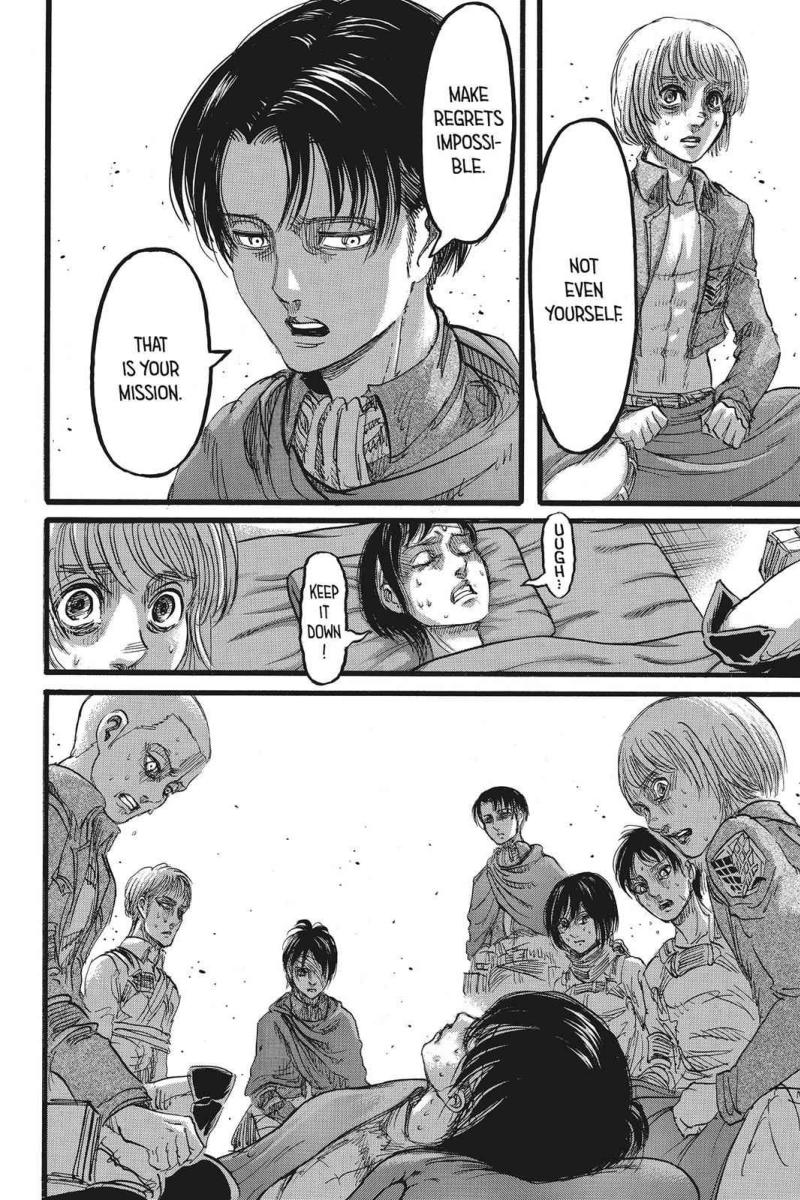 NOT
EVEN
YOURSELF.
MAKE
REGRETS
IMPOSSI-
BLE.
THAT
IS YOUR
MISSION.
UUGH...
KEEP
IT
DOWN
!